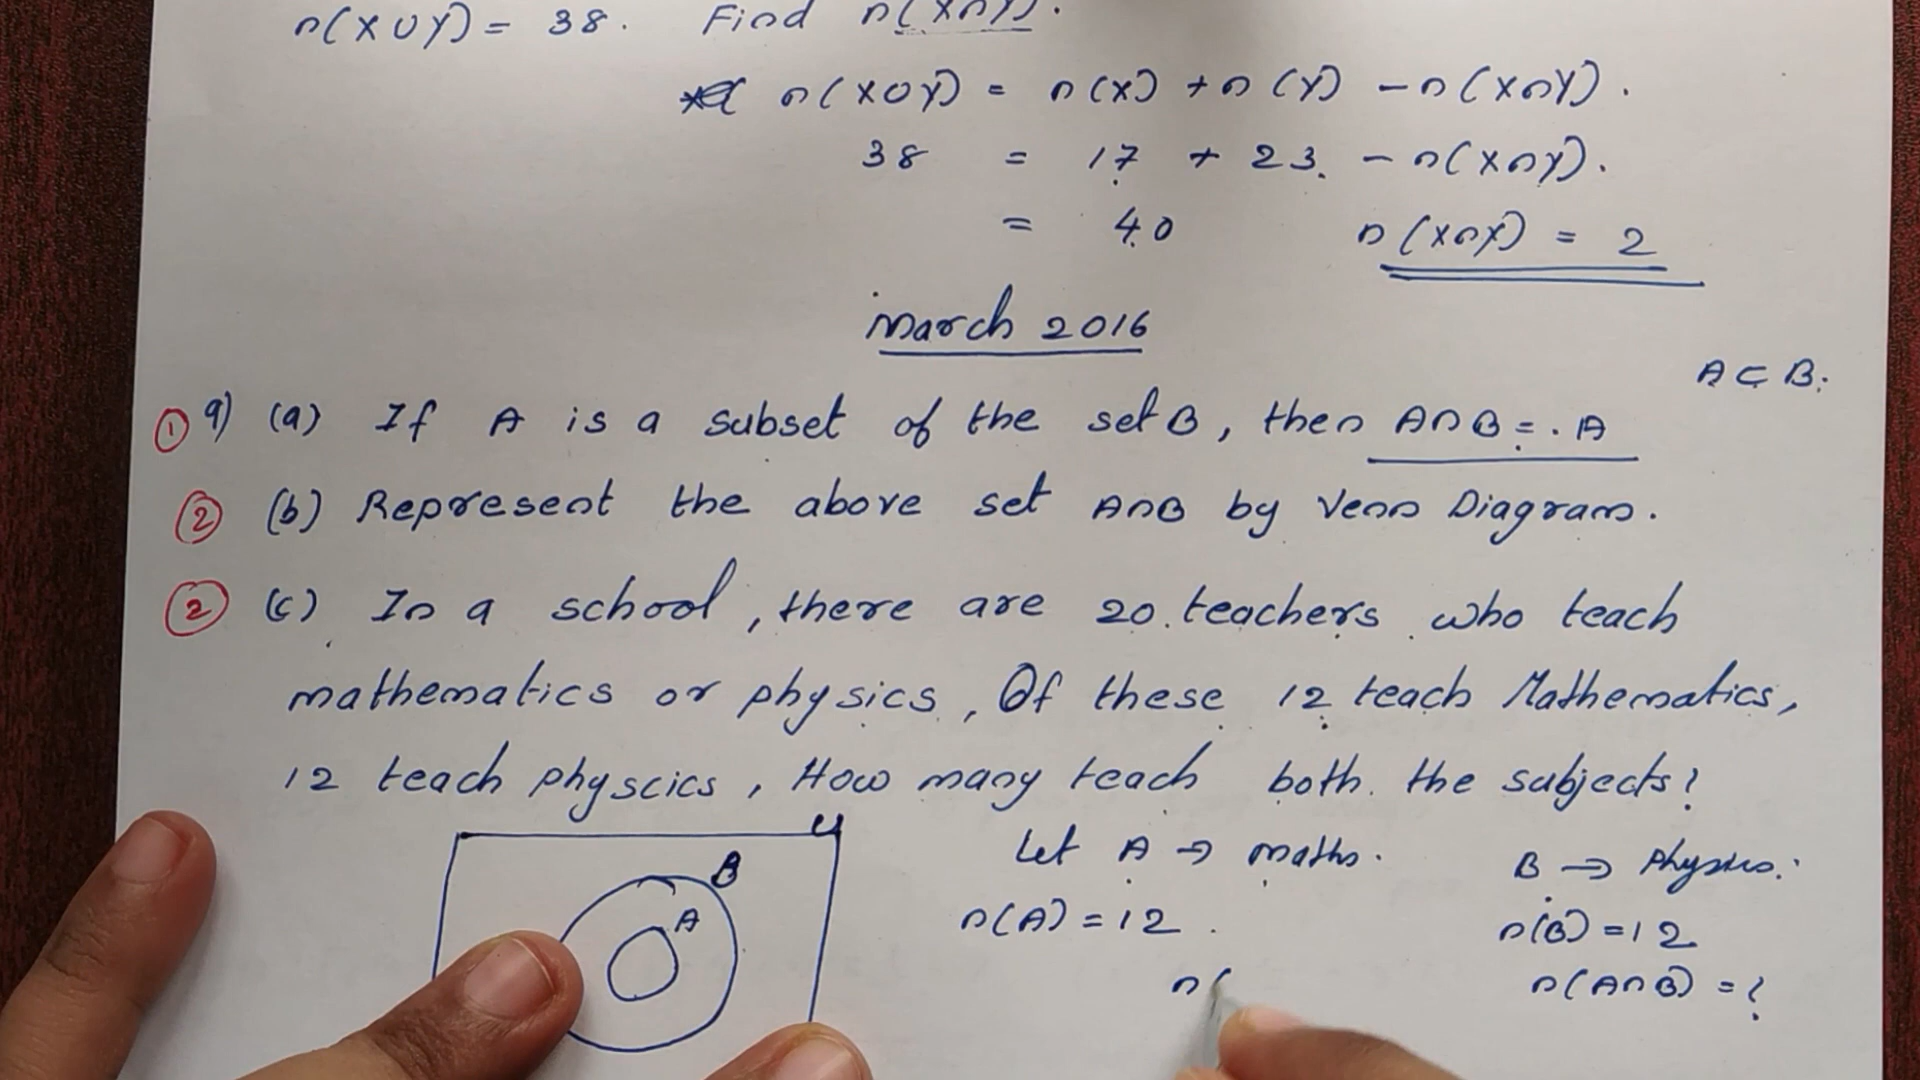 n(X∪Y) = 38. Find n(X∩Y).
n(X∪Y) = n(X) + n(Y) - n(X∩Y).
38 = 17 + 23. - n(X∩Y).
= 40 n(X∩Y) = 2
March 2016
A ⊂ B.
① 9) (a) If A is a subset of the set B, then A∩B = . A
② (b) Represent the above set A∩B by Venn Diagram.
② (c) In a school, there are 20 teachers who teach
mathematics or physics, Of these 12 teach Mathematics,
12 teach physcics, How many teach both the subjects?
U
B
A
Let A → maths. B → Physics.
n(A) = 12. n(B) = 12
n( n(A∩B) = ?